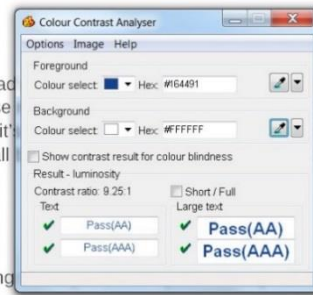 Colour Contrast Analyser
Options Image Help
Foreground
Colour select: Hex: #164491
Background
Colour select: Hex: #FFFFFF
Show contrast result for colour blindness
Result - luminosity
Contrast ratio: 9.25:1
Short / Full
Text
Large text
Pass(AA)
Pass(AA)
Pass(AAA)
Pass(AAA)